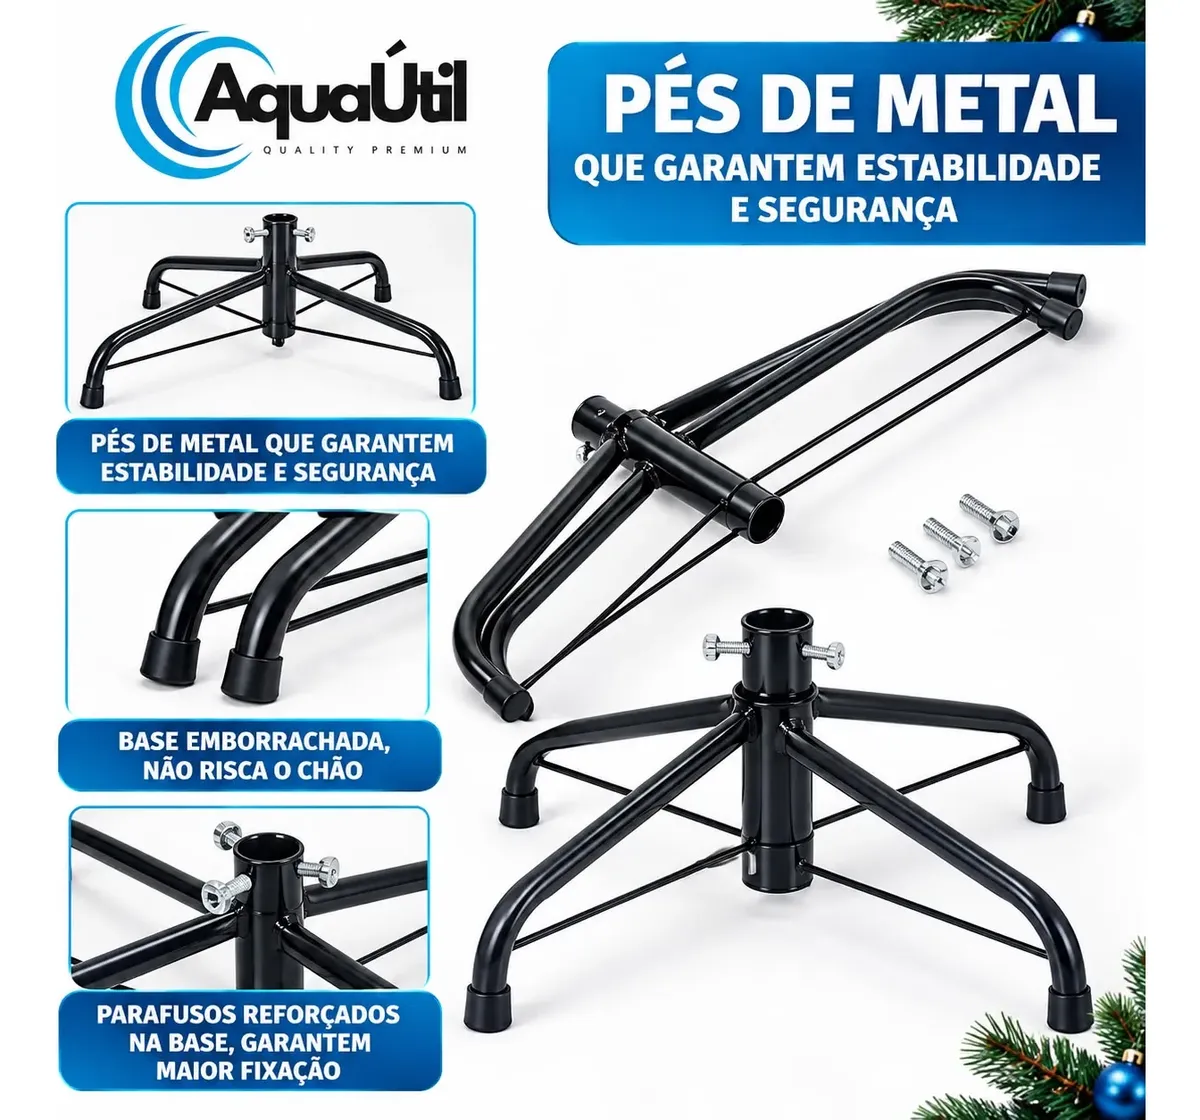 AquaÚtil
QUALITY PREMIUM
PÉS DE METAL
QUE GARANTEM ESTABILIDADE
E SEGURANÇA
PÉS DE METAL QUE GARANTEM
ESTABILIDADE E SEGURANÇA
BASE EMBORRACHADA,
NÃO RISCA O CHÃO
PARAFUSOS REFORÇADOS
NA BASE, GARANTEM
MAIOR FIXAÇÃO